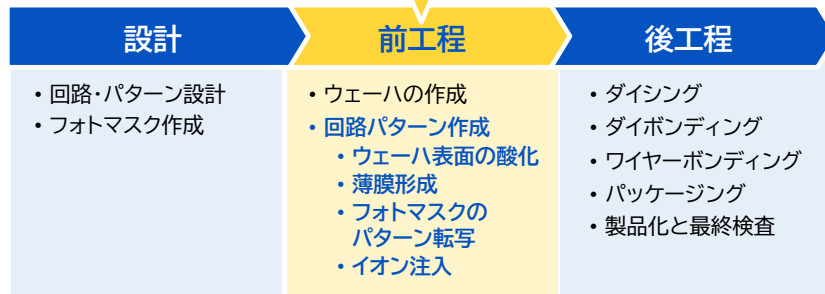 設計
前工程
後工程
• 回路・パターン設計
• フォトマスク作成
• ウェーハの作成
• 回路パターン作成
• ウェーハ表面の酸化
• 薄膜形成
• フォトマスクの
パターン転写
• イオン注入
• ダイシング
• ダイボンディング
• ワイヤーボンディング
• パッケージング
• 製品化と最終検査